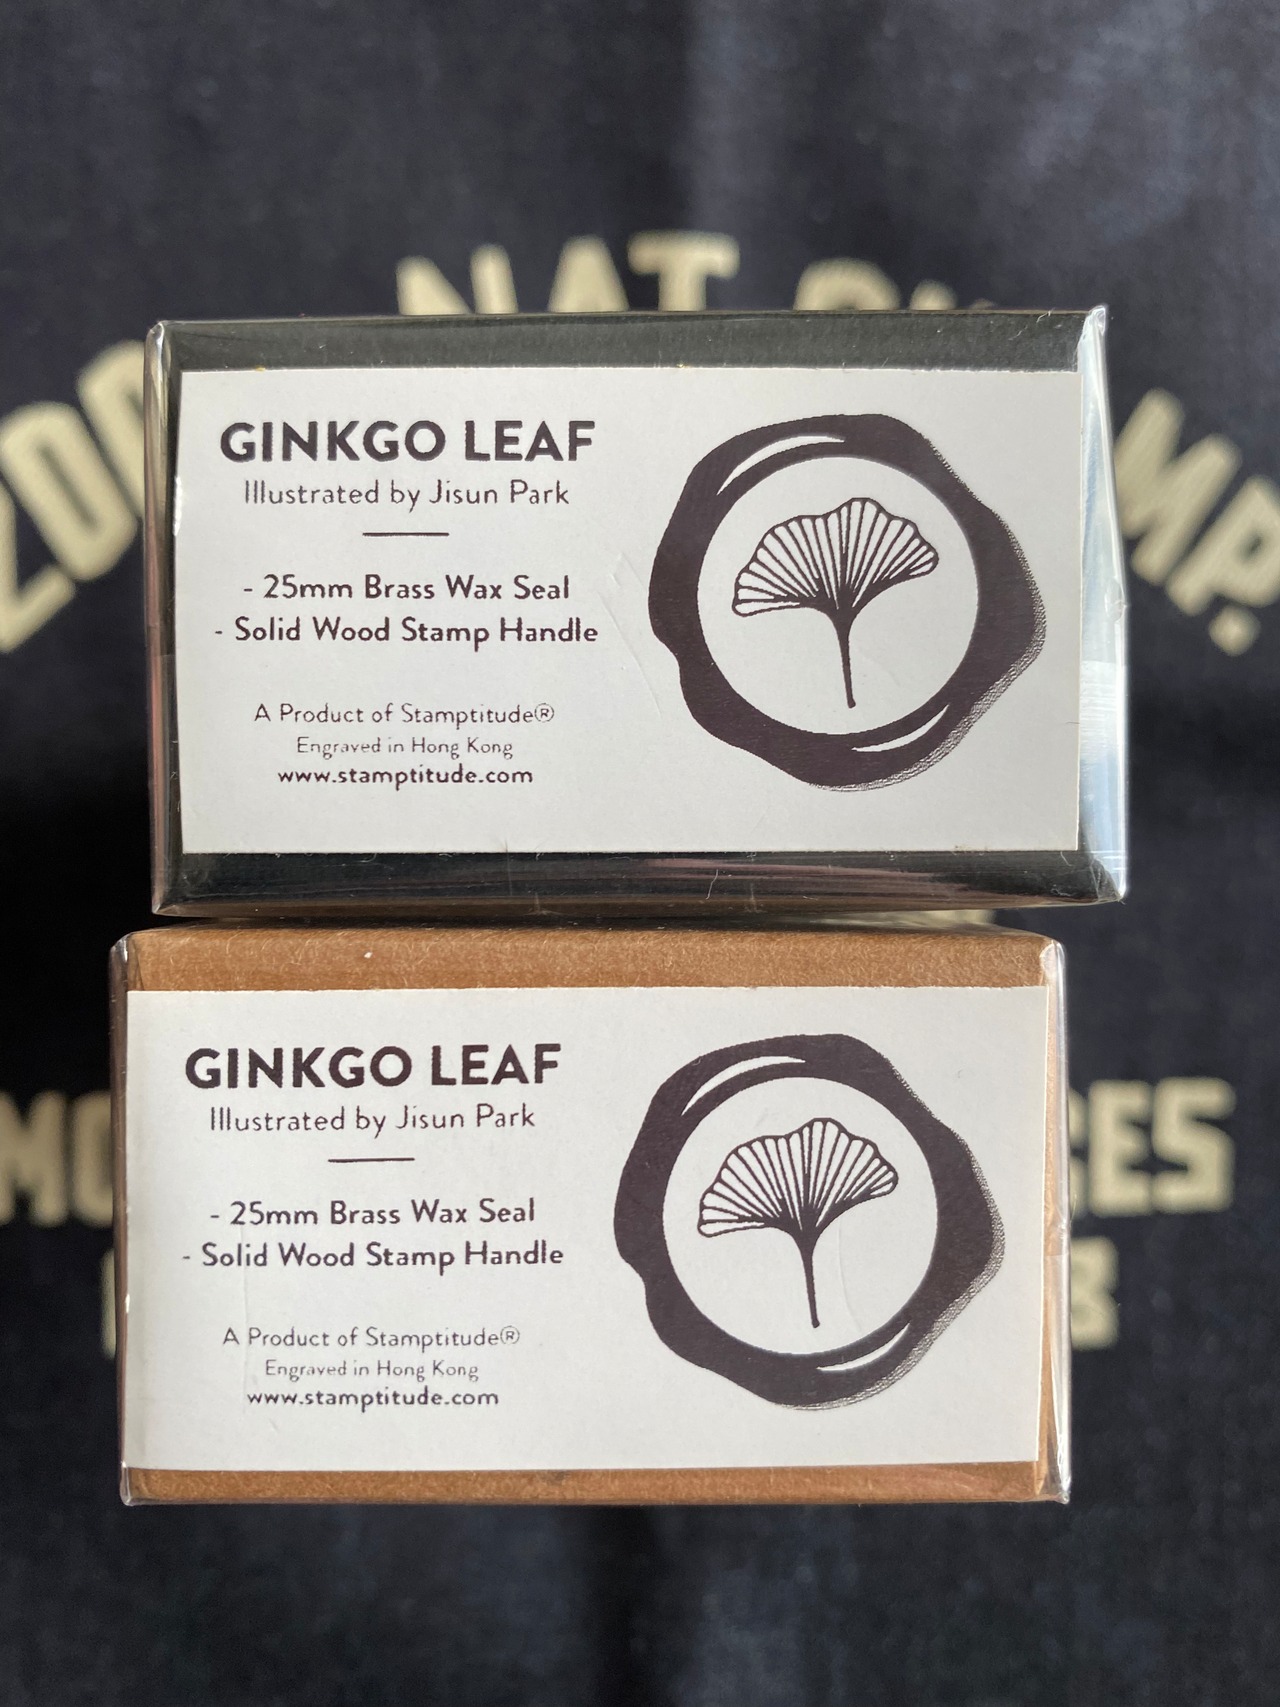 NAT
GINKGO LEAF
Illustrated by Jisun Park
- 25mm Brass Wax Seal
- Solid Wood Stamp Handle
A Product of Stamptitude®
Engraved in Hong Kong
www.stamptitude.com
GINKGO LEAF
Illustrated by Jisun Park
- 25mm Brass Wax Seal
- Solid Wood Stamp Handle
A Product of Stamptitude®
Engraved in Hong Kong
www.stamptitude.com